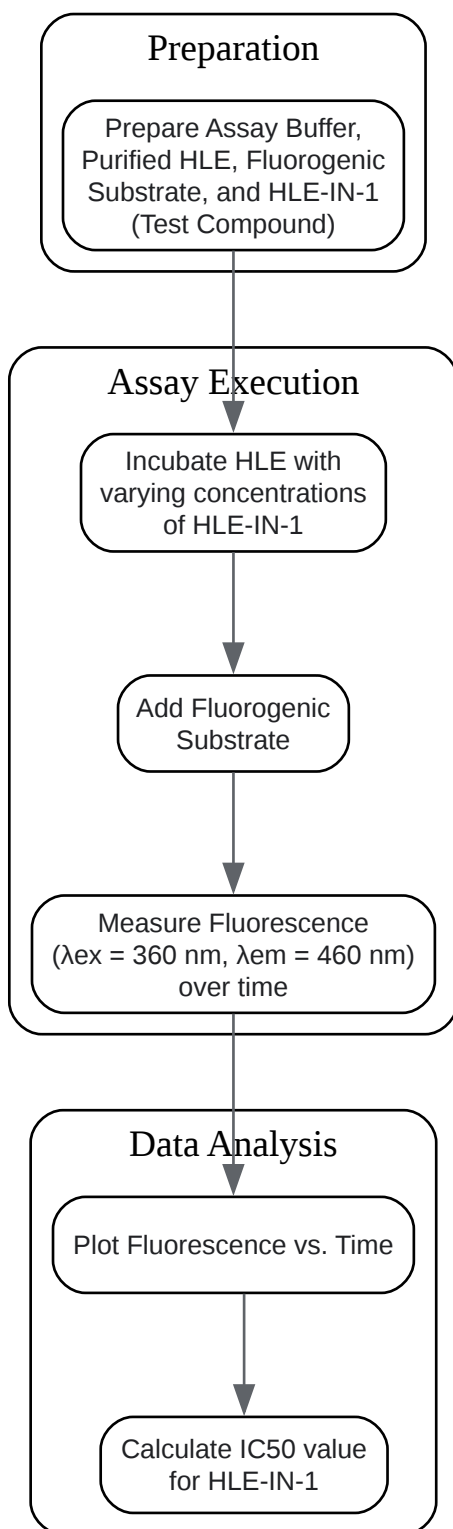 Preparation
Prepare Assay Buffer,
Purified HLE, Fluorogenic
Substrate, and HLE-IN-1
(Test Compound)
Assay Execution
Incubate HLE with
varying concentrations
of HLE-IN-1
Add Fluorogenic
Substrate
Measure Fluorescence
(λex = 360 nm, λem = 460 nm)
over time
Data Analysis
Plot Fluorescence vs. Time
Calculate IC50 value
for HLE-IN-1